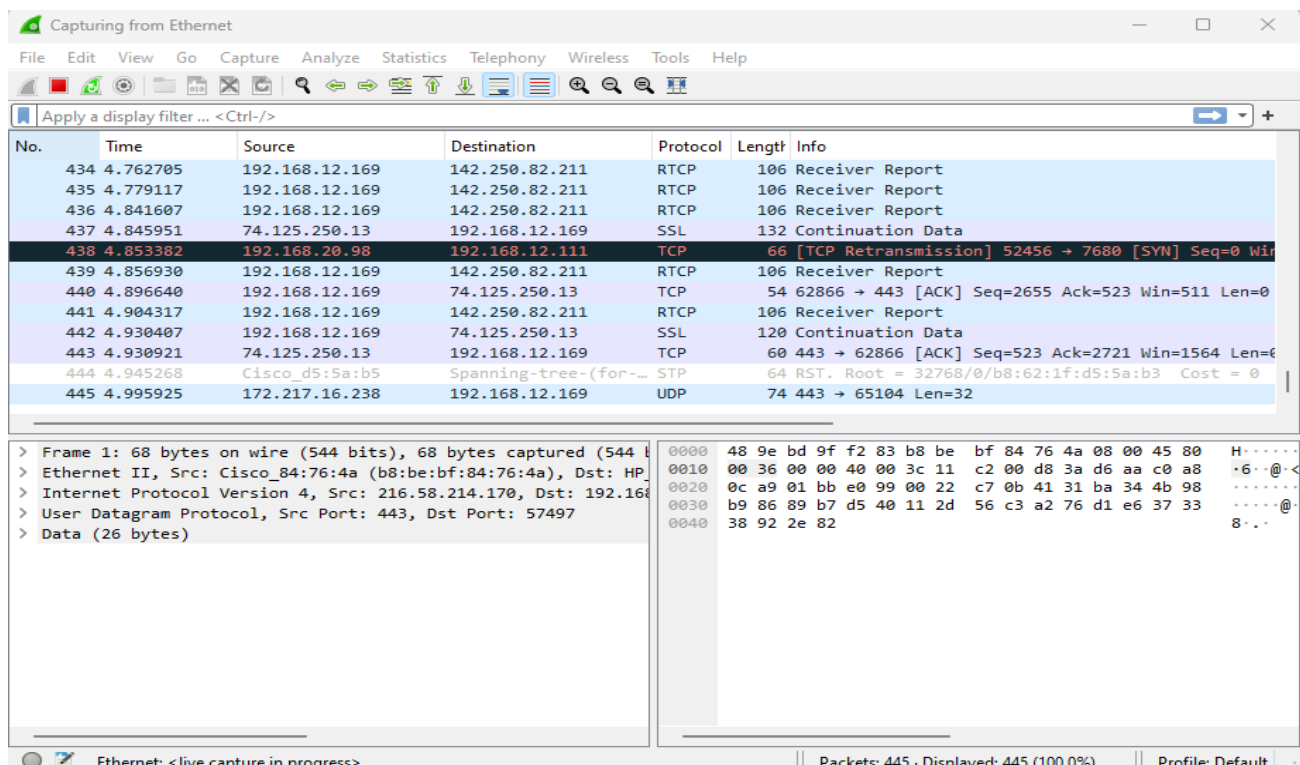 Capturing from Ethernet
File Edit View Go Capture Analyze Statistics Telephony Wireless Tools Help
Apply a display filter ... <Ctrl-/>
No. Time Source Destination Protocol Length Info
434 4.762705 192.168.12.169 142.250.82.211 RTCP 106 Receiver Report
435 4.779117 192.168.12.169 142.250.82.211 RTCP 106 Receiver Report
436 4.841607 192.168.12.169 142.250.82.211 RTCP 106 Receiver Report
437 4.845951 74.125.250.13 192.168.12.169 SSL 132 Continuation Data
438 4.853382 192.168.20.98 192.168.12.111 TCP 66 [TCP Retransmission] 52456 → 7680 [SYN] Seq=0 Win
439 4.856930 192.168.12.169 142.250.82.211 RTCP 106 Receiver Report
440 4.896640 192.168.12.169 74.125.250.13 TCP 54 62866 → 443 [ACK] Seq=2655 Ack=523 Win=511 Len=0
441 4.904317 192.168.12.169 142.250.82.211 RTCP 106 Receiver Report
442 4.930407 192.168.12.169 74.125.250.13 SSL 120 Continuation Data
443 4.930921 74.125.250.13 192.168.12.169 TCP 60 443 → 62866 [ACK] Seq=523 Ack=2721 Win=1564 Len=
444 4.945268 Cisco_d5:5a:b5 Spanning-tree-(for-… STP 64 RST. Root = 32768/0/b8:62:1f:d5:5a:b3 Cost = 0
445 4.995925 172.217.16.238 192.168.12.169 UDP 74 443 → 65104 Len=32
> Frame 1: 68 bytes on wire (544 bits), 68 bytes captured (544
> Ethernet II, Src: Cisco_84:76:4a (b8:be:bf:84:76:4a), Dst: HP_
> Internet Protocol Version 4, Src: 216.58.214.170, Dst: 192.168
> User Datagram Protocol, Src Port: 443, Dst Port: 57497
> Data (26 bytes)
0000 48 9e bd 9f f2 83 b8 be bf 84 76 4a 08 00 45 80 H······
0010 00 36 00 00 40 00 3c 11 c2 00 d8 3a d6 aa c0 a8 ·6··@·<
0020 0c a9 01 bb e0 99 00 22 c7 0b 41 31 ba 34 4b 98 ·······
0030 b9 86 89 b7 d5 40 11 2d 56 c3 a2 76 d1 e6 37 33 ·····@·
0040 38 92 2e 82 8·.·
Ethernet: <live capture in progress> Packets: 445 · Displayed: 445 (100.0%) Profile: Default